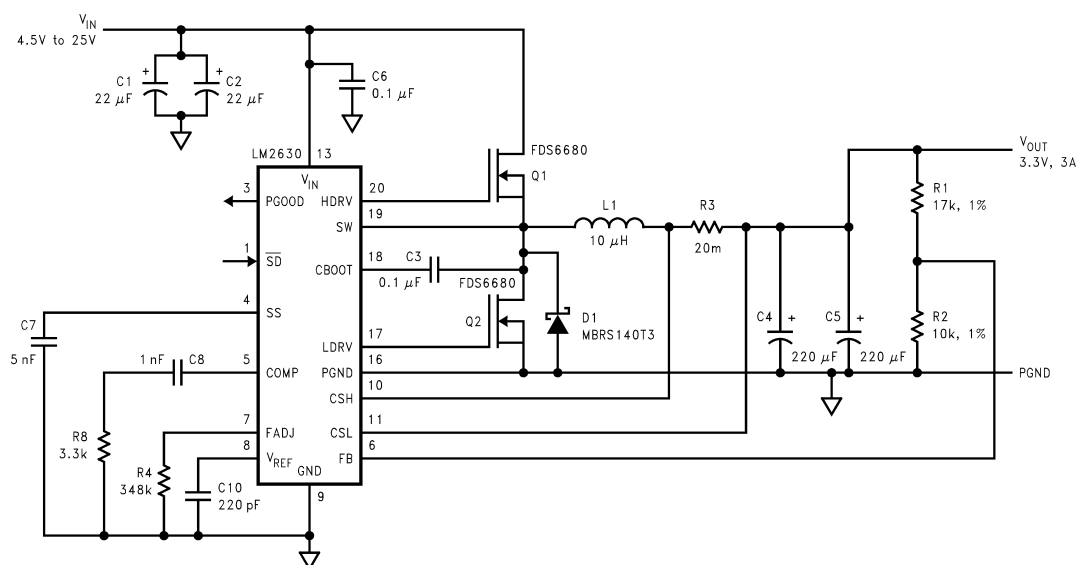 V_IN
4.5V to 25V
C1
22 μF
+
+
C2
22 μF
C6
0.1 μF
LM2630
13
V_IN
FDS6680
Q1
3
PGOOD
HDRV
20
SW
19
1
SD
CBOOT
18
C3
0.1 μF
FDS6680
L1
10 μH
R3
20m
V_OUT
3.3V, 3A
R1
17k, 1%
4
SS
C7
5 nF
Q2
D1
MBRS140T3
C4
+
220 μF
C5
+
220 μF
R2
10k, 1%
LDRV
17
1 nF
C8
5
COMP
PGND
16
PGND
CSH
10
7
FADJ
CSL
11
R8
3.3k
8
V_REF
FB
6
R4
348k
GND
9
C10
220 pF